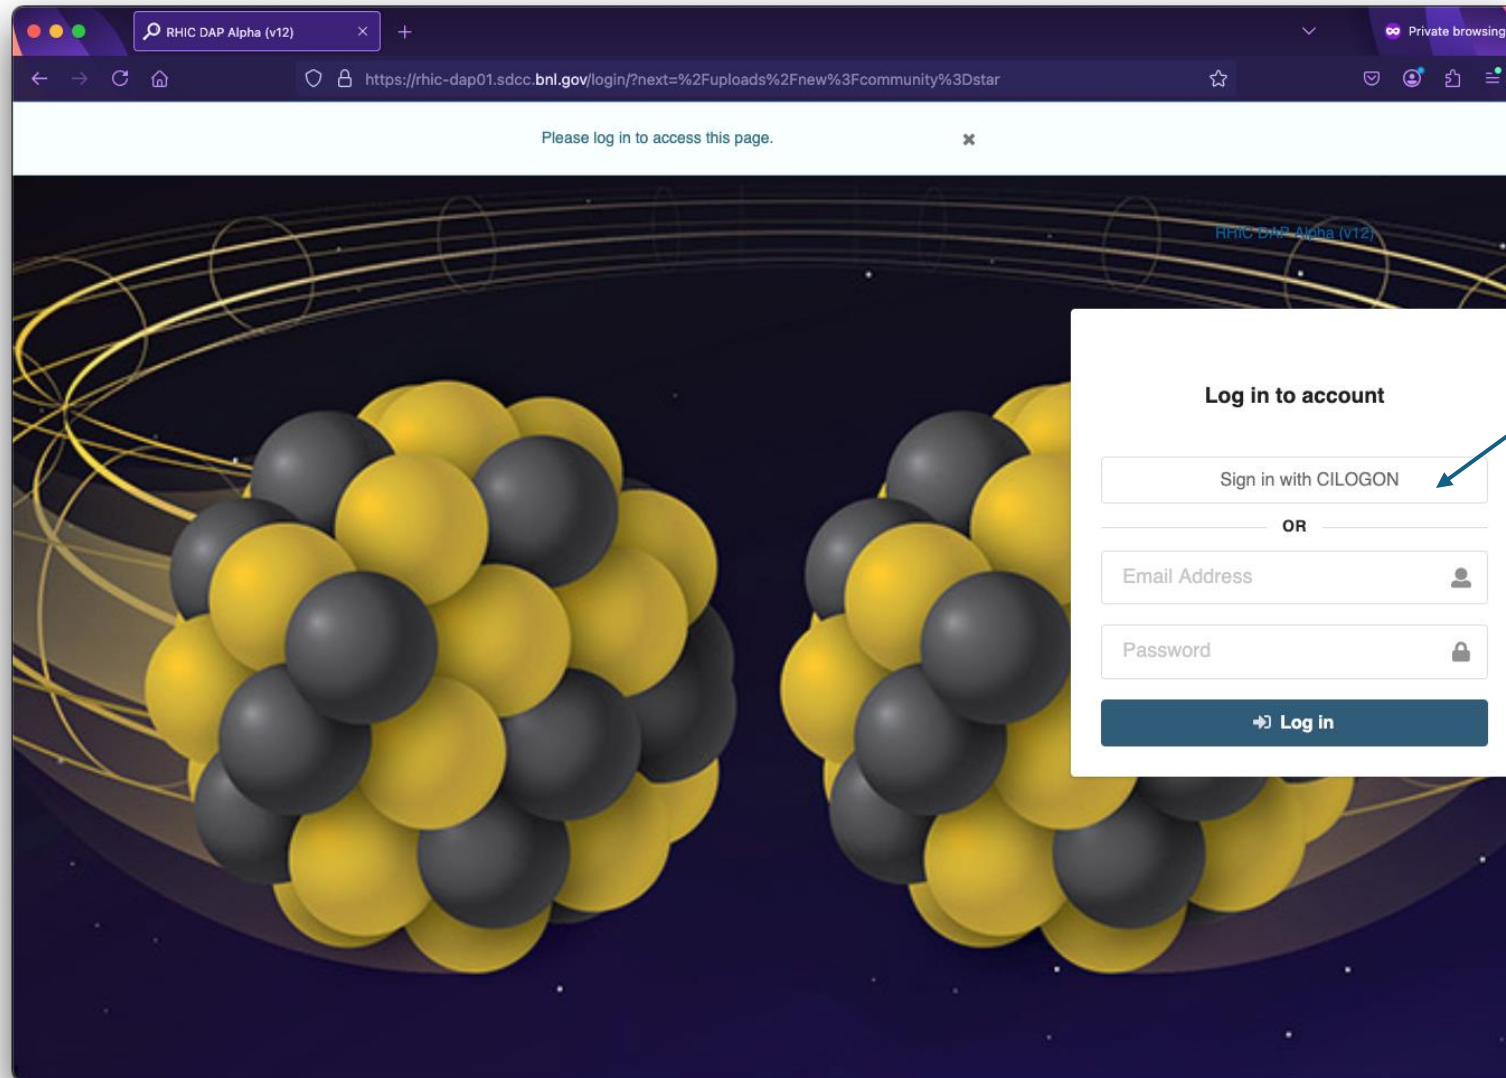 RHIC DAP Alpha (v12)
Private browsing
https://rhic-dap01.sdcc.bnl.gov/login/?next=%2Fuploads%2Fnew%3Fcommunity%3Dstar
Please log in to access this page.
RHIC DAP Alpha (v12)
Log in to account
Sign in with CILOGON
OR
Email Address
Password
Log in